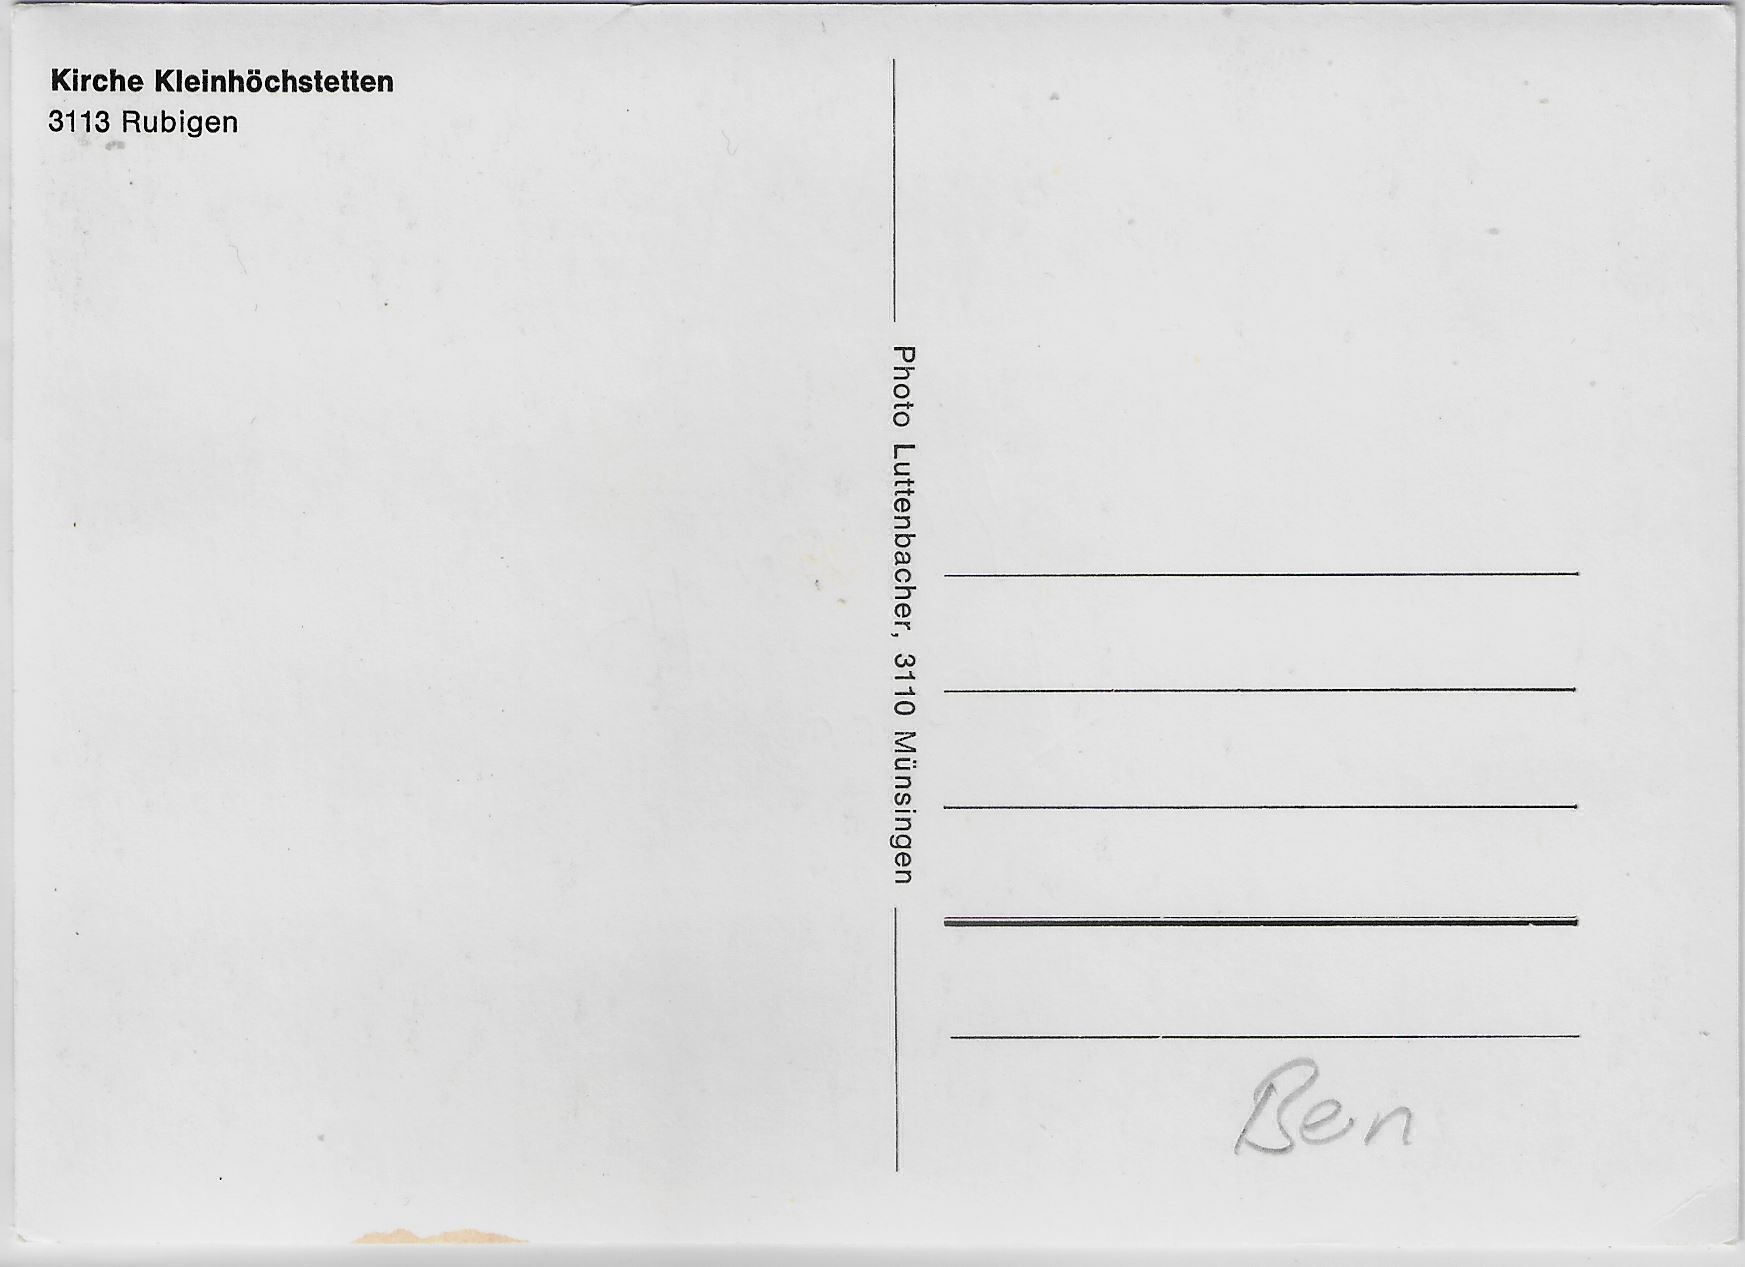 Kirche Kleinhöchstetten
3113 Rubigen
Photo Luttenbacher, 3110 Münsingen
Ben